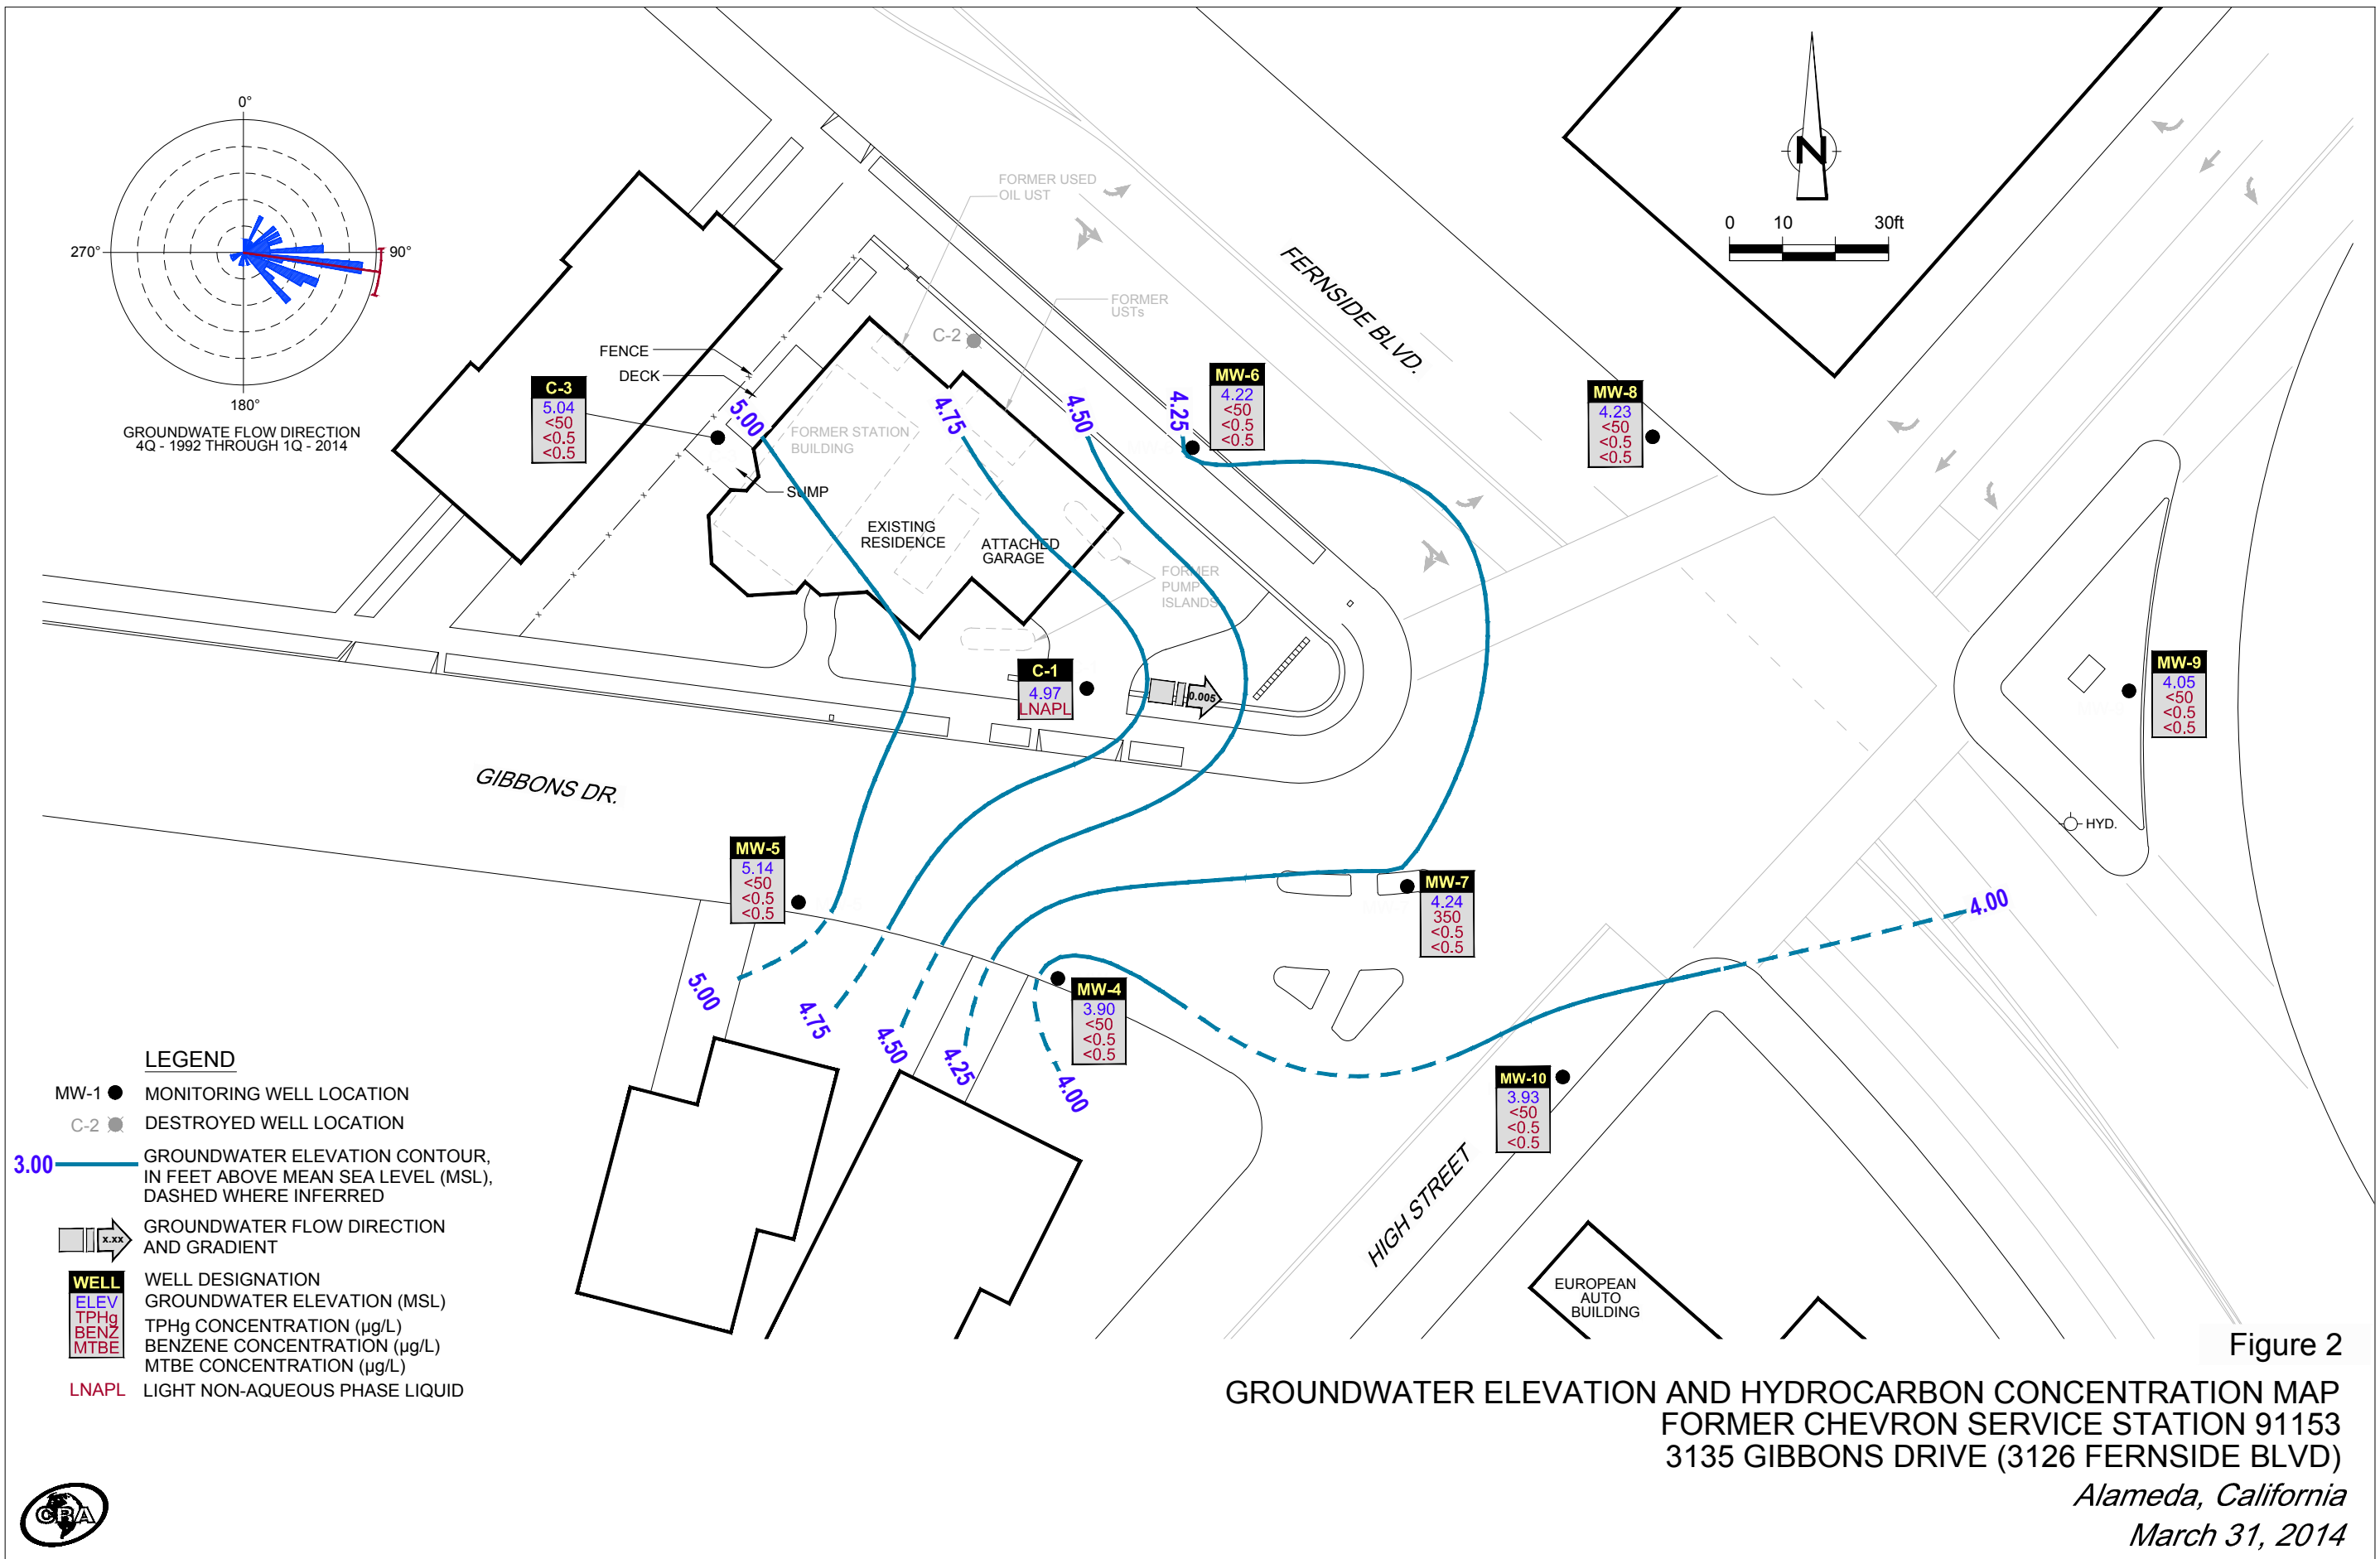 0°
270°
90°
180°
GROUNDWATE FLOW DIRECTION
4Q - 1992 THROUGH 1Q - 2014
FORMER USED
OIL UST
FORMER
USTs
FERNSIDE BLVD.
N
0 10 30ft
FENCE
DECK
C-2
C-3
5.04
<50
<0.5
<0.5
5.00
4.75
4.50
4.25
MW-6
4.22
<50
<0.5
<0.5
MW-8
4.23
<50
<0.5
<0.5
FORMER STATION
BUILDING
SUMP
EXISTING
RESIDENCE
ATTACHED
GARAGE
FORMER
PUMP
ISLANDS
C-1
4.97
LNAPL
0.005
MW-9
4.05
<50
<0.5
<0.5
GIBBONS DR.
HYD.
MW-5
5.14
<50
<0.5
<0.5
MW-7
4.24
350
<0.5
<0.5
4.00
MW-4
3.90
<50
<0.5
<0.5
5.00
4.75
4.50
4.25
4.00
MW-10
3.93
<50
<0.5
<0.5
HIGH STREET
EUROPEAN
AUTO
BUILDING
LEGEND
MW-1 MONITORING WELL LOCATION
C-2 DESTROYED WELL LOCATION
3.00 GROUNDWATER ELEVATION CONTOUR,
IN FEET ABOVE MEAN SEA LEVEL (MSL),
DASHED WHERE INFERRED
x.xx GROUNDWATER FLOW DIRECTION
AND GRADIENT
WELL WELL DESIGNATION
ELEV GROUNDWATER ELEVATION (MSL)
TPHg TPHg CONCENTRATION (µg/L)
BENZ BENZENE CONCENTRATION (µg/L)
MTBE MTBE CONCENTRATION (µg/L)
LNAPL LIGHT NON-AQUEOUS PHASE LIQUID
Figure 2
GROUNDWATER ELEVATION AND HYDROCARBON CONCENTRATION MAP
FORMER CHEVRON SERVICE STATION 91153
3135 GIBBONS DRIVE (3126 FERNSIDE BLVD)
Alameda, California
March 31, 2014
CRA